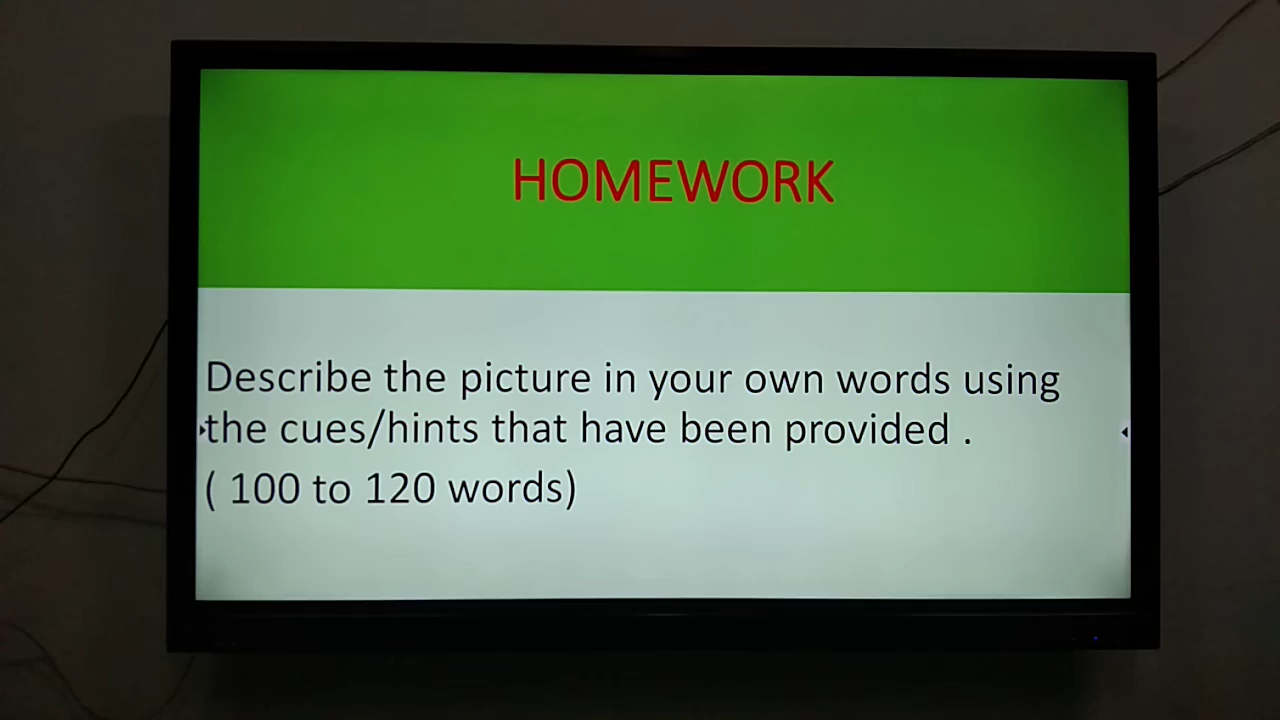 HOMEWORK
Describe the picture in your own words using
the cues/hints that have been provided .
( 100 to 120 words)